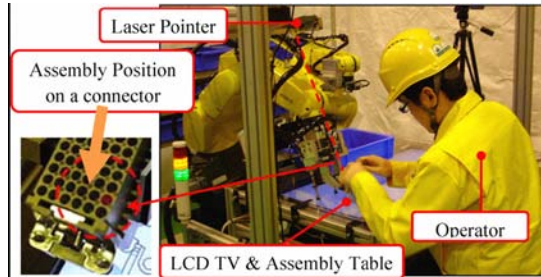 Laser Pointer
Assembly Position
on a connector
Operator
LCD TV & Assembly Table